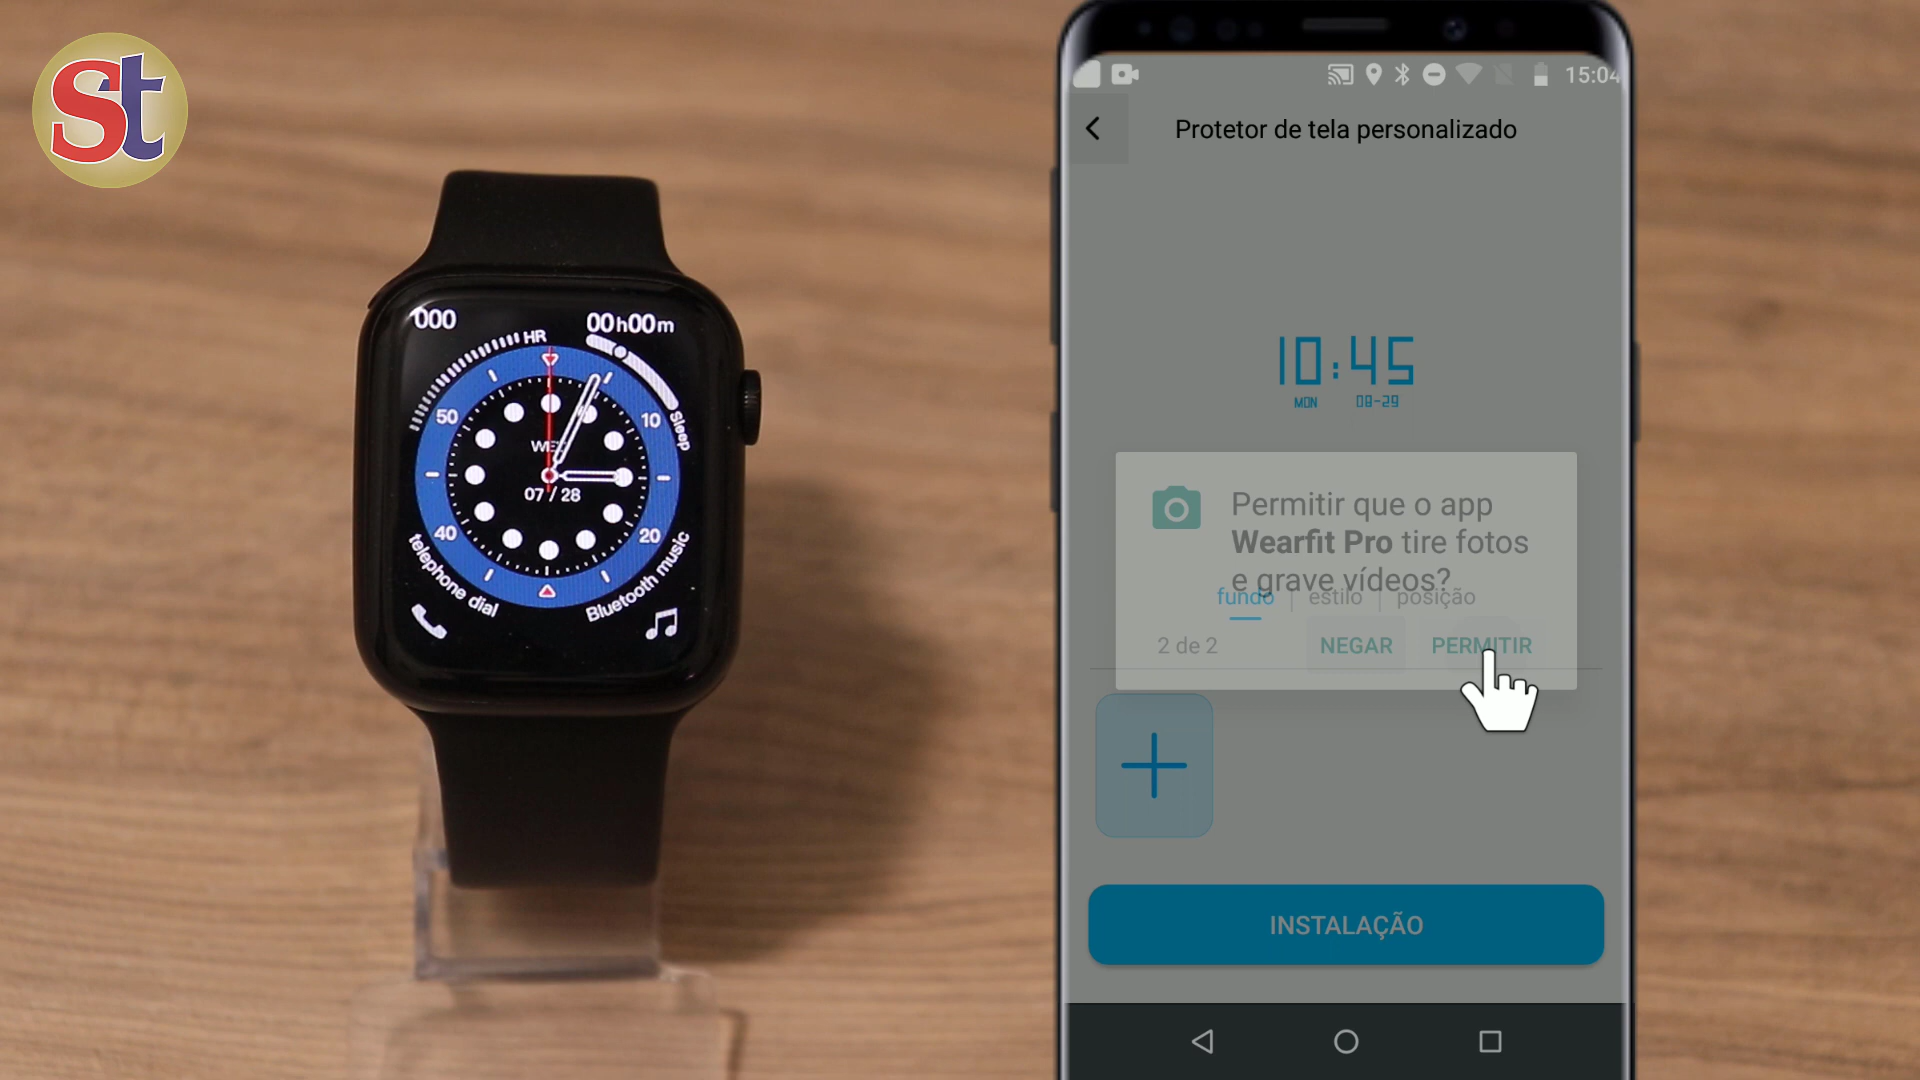 St
000
00h00m
HR
Sleep
50
10
WED
07/28
40
20
telephone dial
Bluetooth music
15:04
Protetor de tela personalizado
10:45
MON 08-29
Permitir que o app
Wearfit Pro tire fotos
e grave vídeos?
fundo estilo posição
2 de 2 NEGAR PERMITIR
INSTALAÇÃO